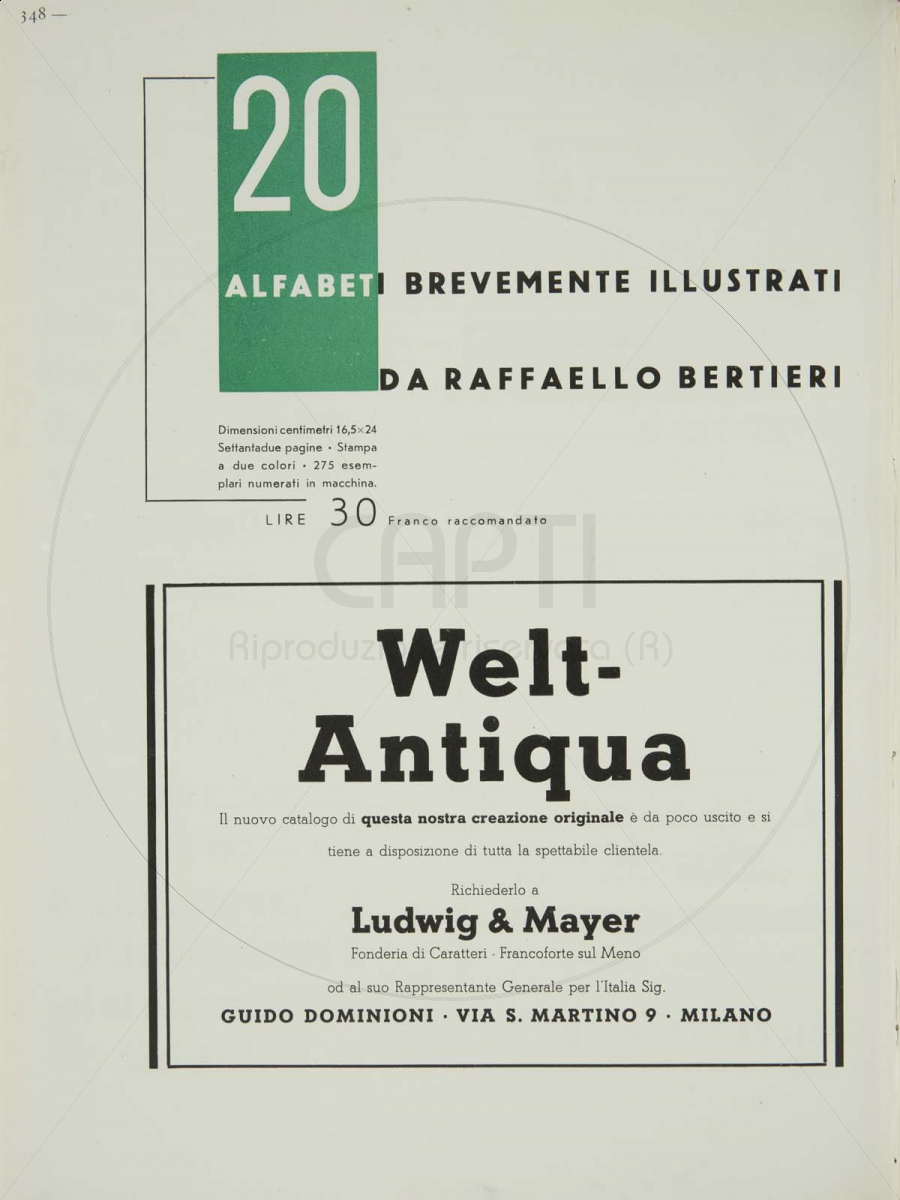 348 —
20
ALFABETI BREVEMENTE ILLUSTRATI
DA RAFFAELLO BERTIERI
Dimensioni centimetri 16,5×24
Settantadue pagine • Stampa
a due colori • 275 esem-
plari numerati in macchina.
LIRE 30 Franco raccomandato
CAPTI
Riproduzione riservata (R)
Welt-
Antiqua
Il nuovo catalogo di questa nostra creazione originale è da poco uscito e si
tiene a disposizione di tutta la spettabile clientela.
Richiederlo a
Ludwig & Mayer
Fonderia di Caratteri · Francoforte sul Meno
od al suo Rappresentante Generale per l'Italia Sig.
GUIDO DOMINIONI · VIA S. MARTINO 9 · MILANO